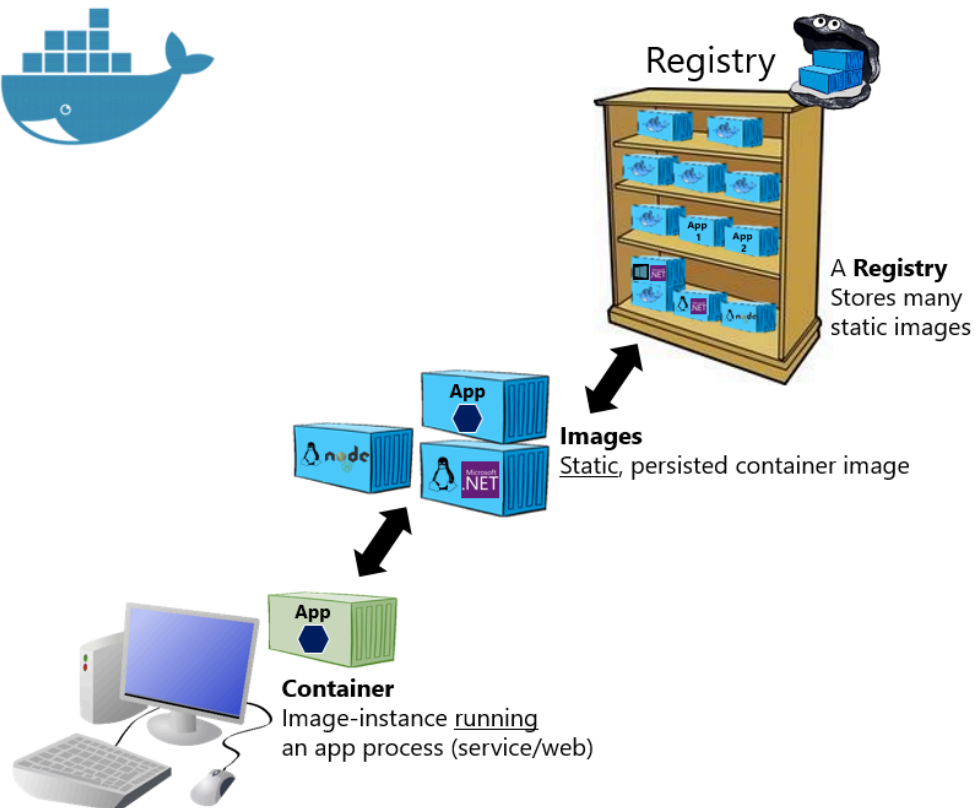 Registry
App
1
App
2
.NET
.NET
node
A Registry
Stores many
static images
App
node
Microsoft
.NET
Images
Static, persisted container image
App
Container
Image-instance running
an app process (service/web)